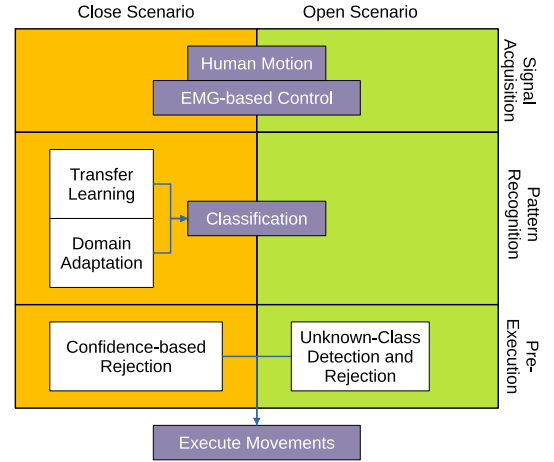 Close Scenario
Open Scenario
Human Motion
EMG-based Control
Signal
Acquisition
Transfer
Learning
Domain
Adaptation
Classification
Pattern
Recognition
Confidence-based
Rejection
Unknown-Class
Detection and
Rejection
Pre-
Execution
Execute Movements